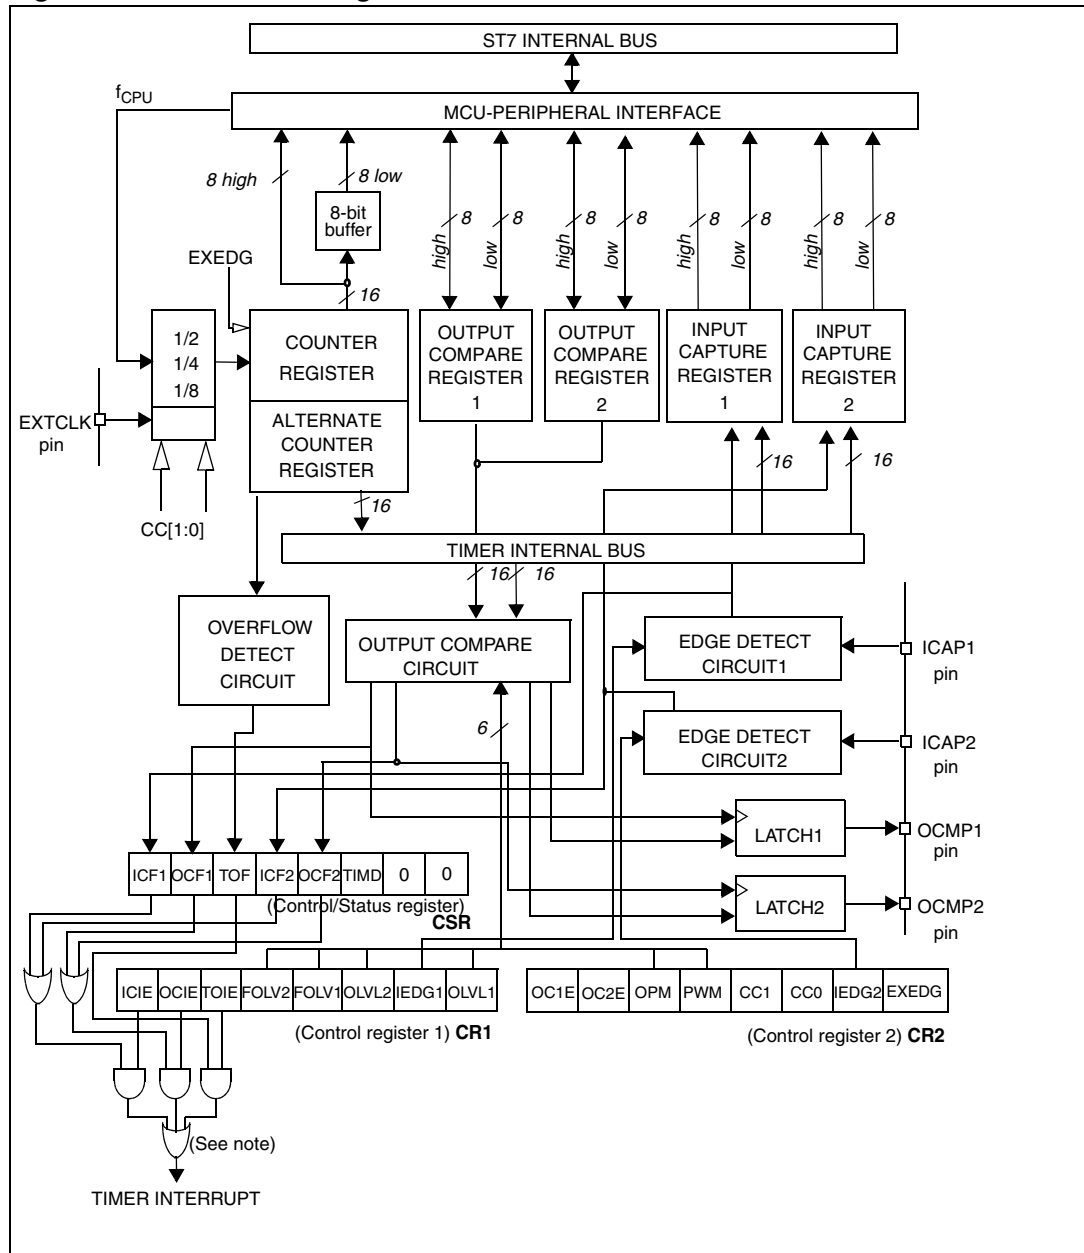 ST7 INTERNAL BUS
fCPU
MCU-PERIPHERAL INTERFACE
8 high
8 low
8-bit
buffer
high
8
low
8
high
8
low
8
high
8
low
8
high
8
low
8
EXEDG
16
1/2
1/4
1/8
COUNTER
REGISTER
OUTPUT
COMPARE
REGISTER
1
OUTPUT
COMPARE
REGISTER
2
INPUT
CAPTURE
REGISTER
1
INPUT
CAPTURE
REGISTER
2
EXTCLK
pin
ALTERNATE
COUNTER
REGISTER
16
16
16
CC[1:0]
TIMER INTERNAL BUS
16
16
OVERFLOW
DETECT
CIRCUIT
OUTPUT COMPARE
CIRCUIT
EDGE DETECT
CIRCUIT1
ICAP1
pin
6
EDGE DETECT
CIRCUIT2
ICAP2
pin
LATCH1
OCMP1
pin
LATCH2
OCMP2
pin
ICF1 OCF1 TOF ICF2 OCF2 TIMD 0 0
(Control/Status register)
CSR
ICIE OCIE TOIE FOLV2 FOLV1 OLVL2 IEDG1 OLVL1
(Control register 1) CR1
OC1E OC2E OPM PWM CC1 CC0 IEDG2 EXEDG
(Control register 2) CR2
(See note)
TIMER INTERRUPT